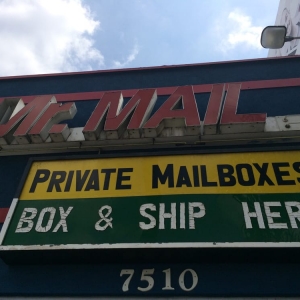 Mr. MAIL
PRIVATE MAILBOXES
BOX & SHIP HER
7510